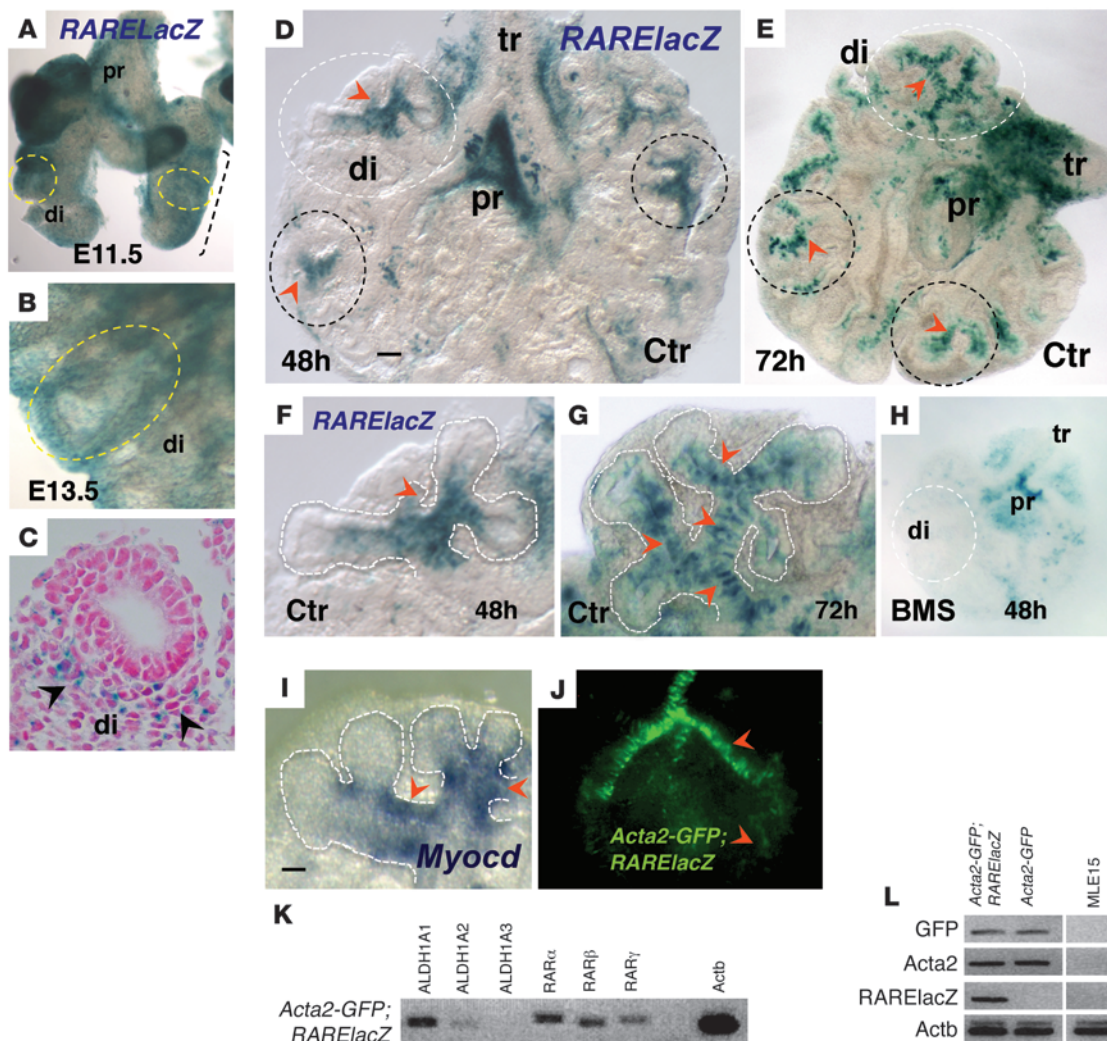 A RARELacZ
pr
di
E11.5
B
di
E13.5
C
di
D tr RARElacZ
di
pr
48h Ctr
E
di
tr
pr
72h Ctr
F RARElacZ
Ctr 48h
G
Ctr 72h
H
tr
pr
di
BMS 48h
I
Myocd
J
Acta2-GFP;
RARElacZ
K
ALDH1A1 ALDH1A2 ALDH1A3 RARα RARβ RARγ Actb
Acta2-GFP;
RARElacZ
L
Acta2-GFP;
RARElacZ
Acta2-GFP
MLE15
GFP
Acta2
RARElacZ
Actb